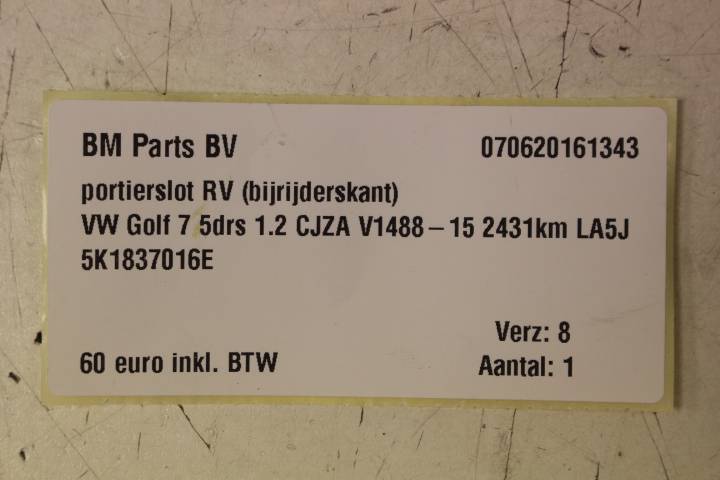 BM Parts BV 070620161343
portierslot RV (bijrijderskant)
VW Golf 7 5drs 1.2 CJZA V1488-15 2431km LA5J
5K1837016E
Verz: 8
60 euro inkl. BTW Aantal: 1